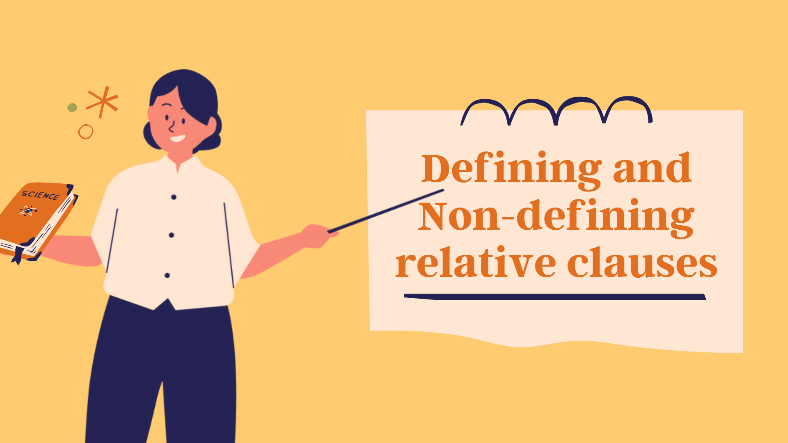 SCIENCE
Defining and
Non-defining
relative clauses